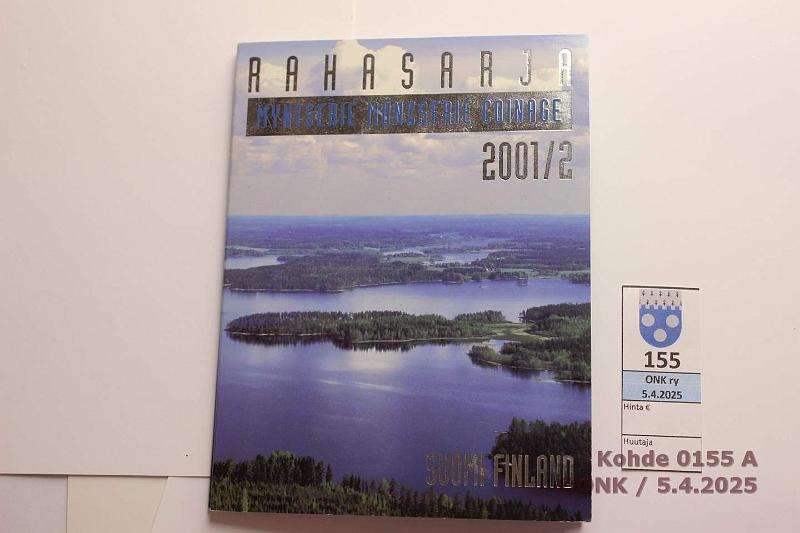 RAHASARJA
MYNTSERIE MÜNZSERIE COINAGE
2001/2
SUOMI FINLAND
155
ONK ry
5.4.2025
Hinta €
Huutaja
Kohde 0155 A
ONK / 5.4.2025